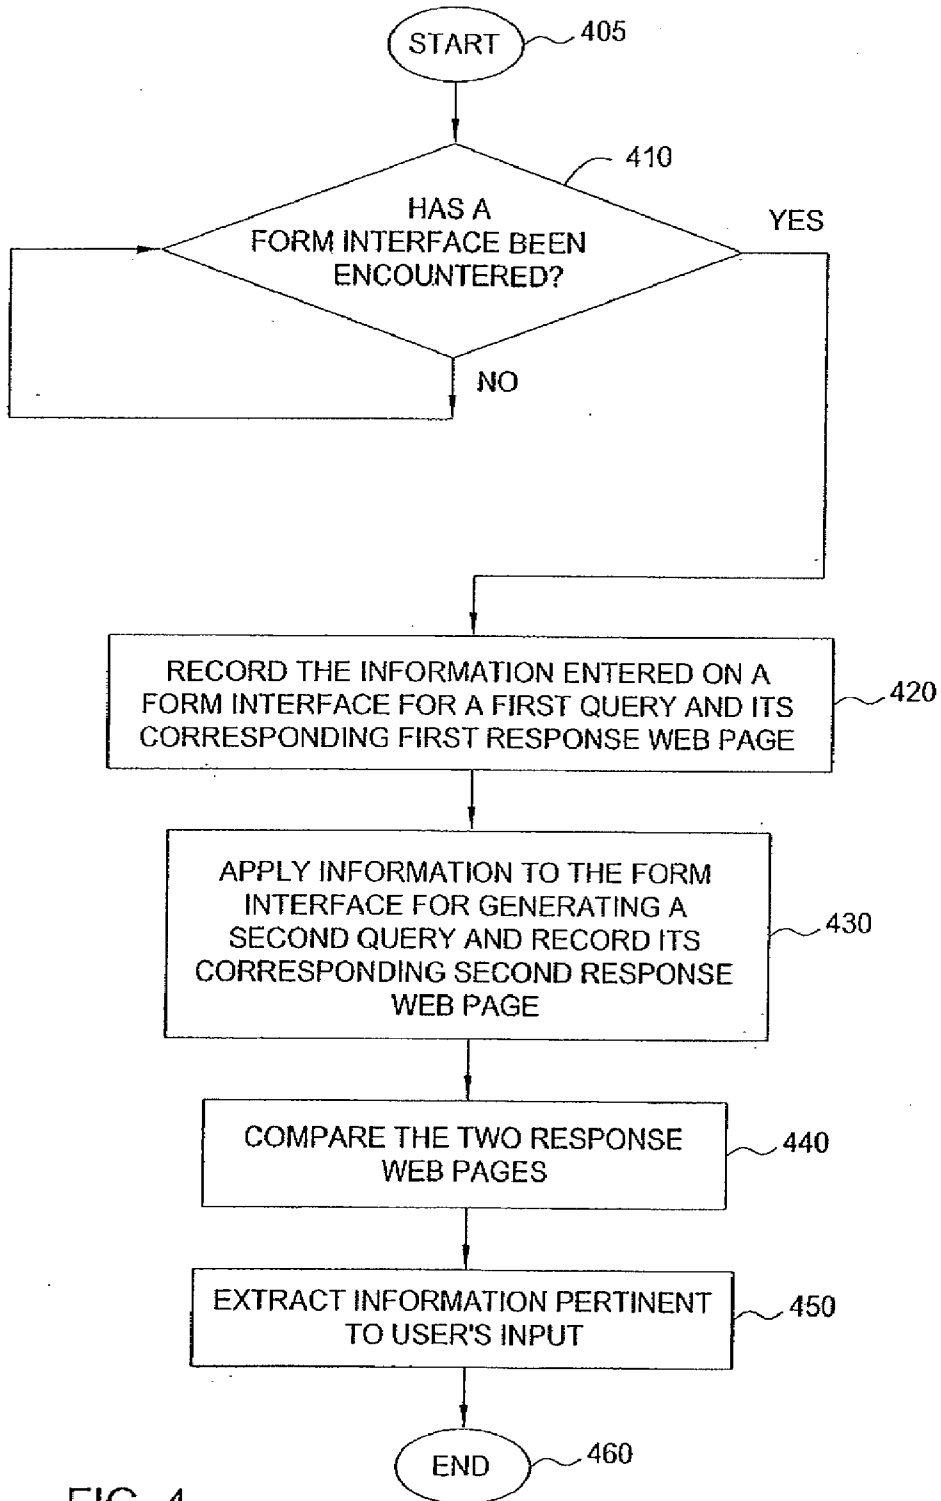 START
405
410
HAS A
FORM INTERFACE BEEN
ENCOUNTERED?
YES
NO
RECORD THE INFORMATION ENTERED ON A
FORM INTERFACE FOR A FIRST QUERY AND ITS
CORRESPONDING FIRST RESPONSE WEB PAGE
420
APPLY INFORMATION TO THE FORM
INTERFACE FOR GENERATING A
SECOND QUERY AND RECORD ITS
CORRESPONDING SECOND RESPONSE
WEB PAGE
430
COMPARE THE TWO RESPONSE
WEB PAGES
440
EXTRACT INFORMATION PERTINENT
TO USER'S INPUT
450
END
460
FIG. 4